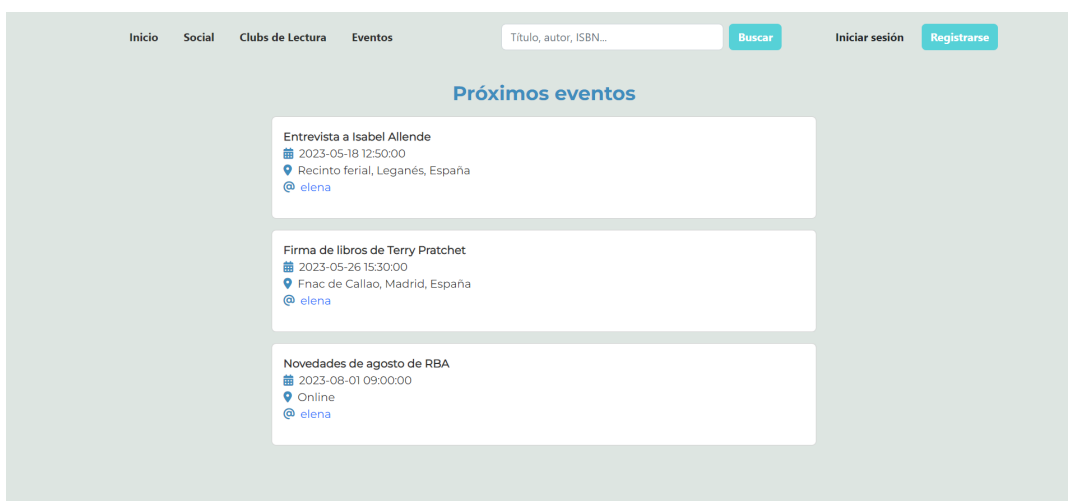 Inicio Social Clubs de Lectura Eventos Título, autor, ISBN... Buscar Iniciar sesión Registrarse
Próximos eventos
Entrevista a Isabel Allende
2023-05-18 12:50:00
Recinto ferial, Leganés, España
@ elena
Firma de libros de Terry Pratchet
2023-05-26 15:30:00
Fnac de Callao, Madrid, España
@ elena
Novedades de agosto de RBA
2023-08-01 09:00:00
Online
@ elena